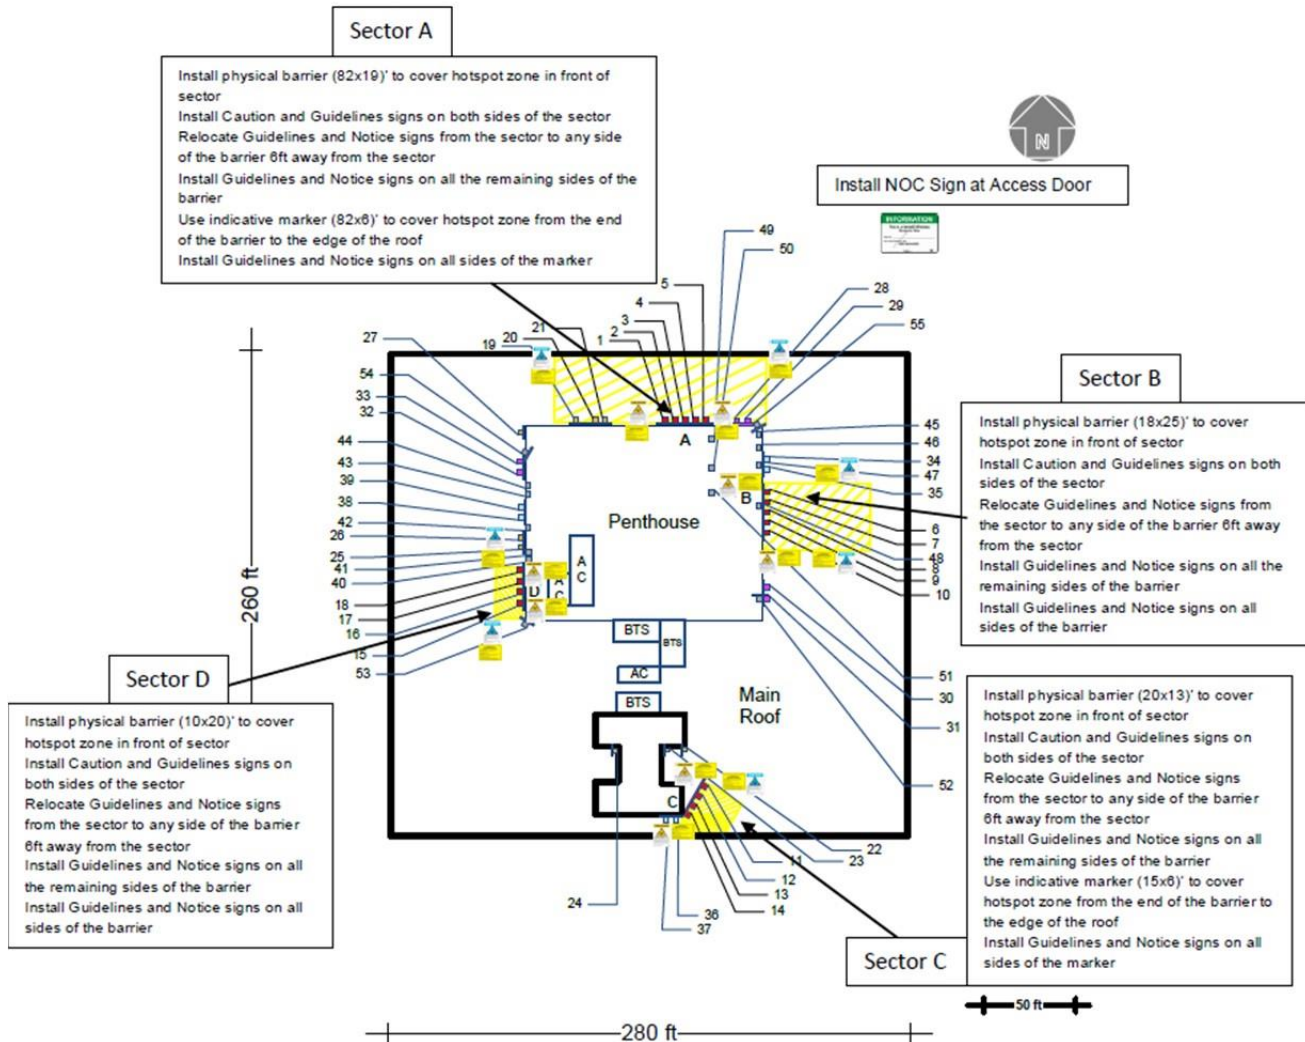 Sector A
Install physical barrier (82x19)' to cover hotspot zone in front of
sector
Install Caution and Guidelines signs on both sides of the sector
Relocate Guidelines and Notice signs from the sector to any side
of the barrier 6ft away from the sector
Install Guidelines and Notice signs on all the remaining sides of the
barrier
Use indicative marker (82x6)' to cover hotspot zone from the end
of the barrier to the edge of the roof
Install Guidelines and Notice signs on all sides of the marker
N
Install NOC Sign at Access Door
INFORMATION
49
50
5
4
3
2
1
21
20
19
28
29
55
27
54
33
32
44
43
39
38
42
26
25
41
40
18
17
16
15
53
260 ft
A
B
Penthouse
AC
AC
D
45
46
34
47
35
6
7
48
8
9
10
Sector B
Install physical barrier (18x25)' to cover
hotspot zone in front of sector
Install Caution and Guidelines signs on both
sides of the sector
Relocate Guidelines and Notice signs from
the sector to any side of the barrier 6ft away
from the sector
Install Guidelines and Notice signs on all the
remaining sides of the barrier
Install Guidelines and Notice signs on all
sides of the barrier
BTS
BTS
AC
BTS
Main
Roof
C
51
30
31
52
22
23
11
12
13
14
24
36
37
Sector D
Install physical barrier (10x20)' to cover
hotspot zone in front of sector
Install Caution and Guidelines signs on
both sides of the sector
Relocate Guidelines and Notice signs
from the sector to any side of the barrier
6ft away from the sector
Install Guidelines and Notice signs on all
the remaining sides of the barrier
Install Guidelines and Notice signs on all
sides of the barrier
Install physical barrier (20x13)' to cover
hotspot zone in front of sector
Install Caution and Guidelines signs on
both sides of the sector
Relocate Guidelines and Notice signs
from the sector to any side of the barrier
6ft away from the sector
Install Guidelines and Notice signs on all
the remaining sides of the barrier
Use indicative marker (15x6)' to cover
hotspot zone from the end of the barrier to
the edge of the roof
Install Guidelines and Notice signs on all
sides of the marker
Sector C
50 ft
280 ft